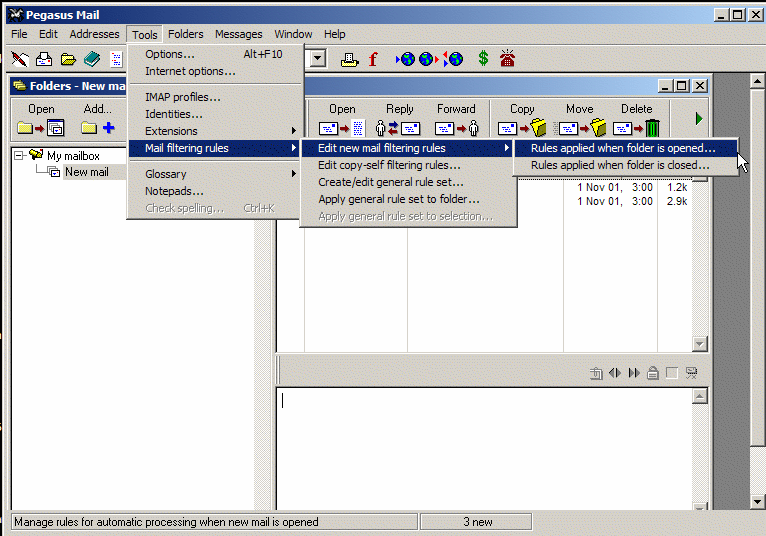 Pegasus Mail
File Edit Addresses Tools Folders Messages Window Help
Options... Alt+F10
Internet options...
IMAP profiles...
Identities...
Extensions
Mail filtering rules
Glossary
Notepads...
Check spelling... Ctrl+K
Folders - New mai
Open Add... Open Reply Forward Copy Move Delete
My mailbox
New mail
Edit new mail filtering rules
Edit copy-self filtering rules...
Create/edit general rule set...
Apply general rule set to folder...
Apply general rule set to selection...
Rules applied when folder is opened...
Rules applied when folder is closed...
1 Nov 01, 3:00 1.2k
1 Nov 01, 3:00 2.9k
Manage rules for automatic processing when new mail is opened 3 new